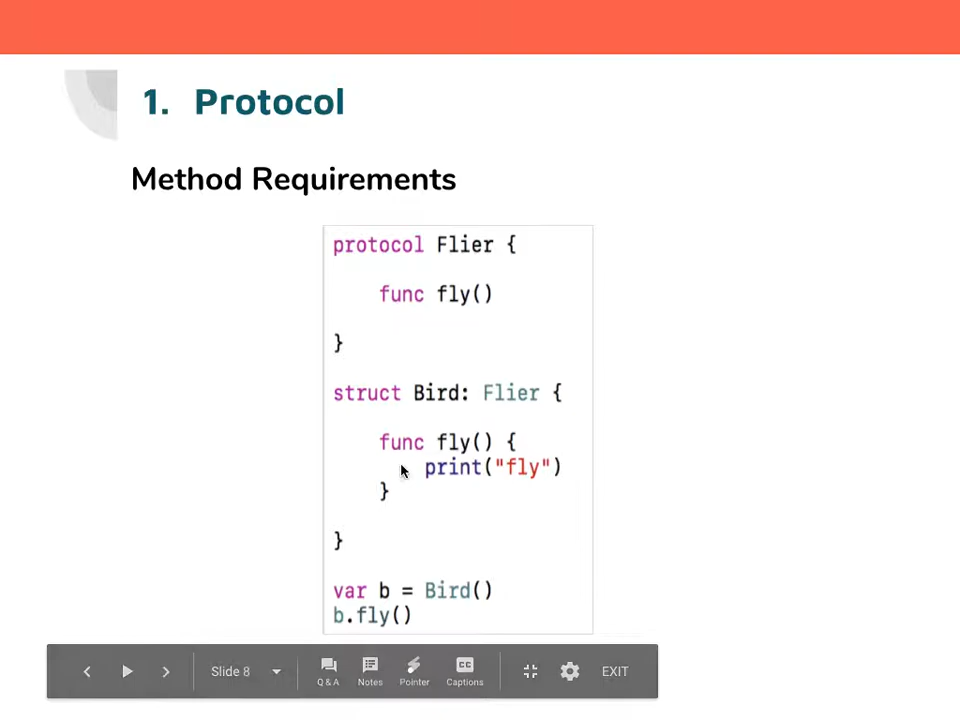 1. Protocol
Method Requirements
protocol Flier {
func fly()
}
struct Bird: Flier {
func fly() {
print("fly")
}
}
var b = Bird()
b.fly()
Slide 8
Q & A Notes Pointer CC Captions EXIT